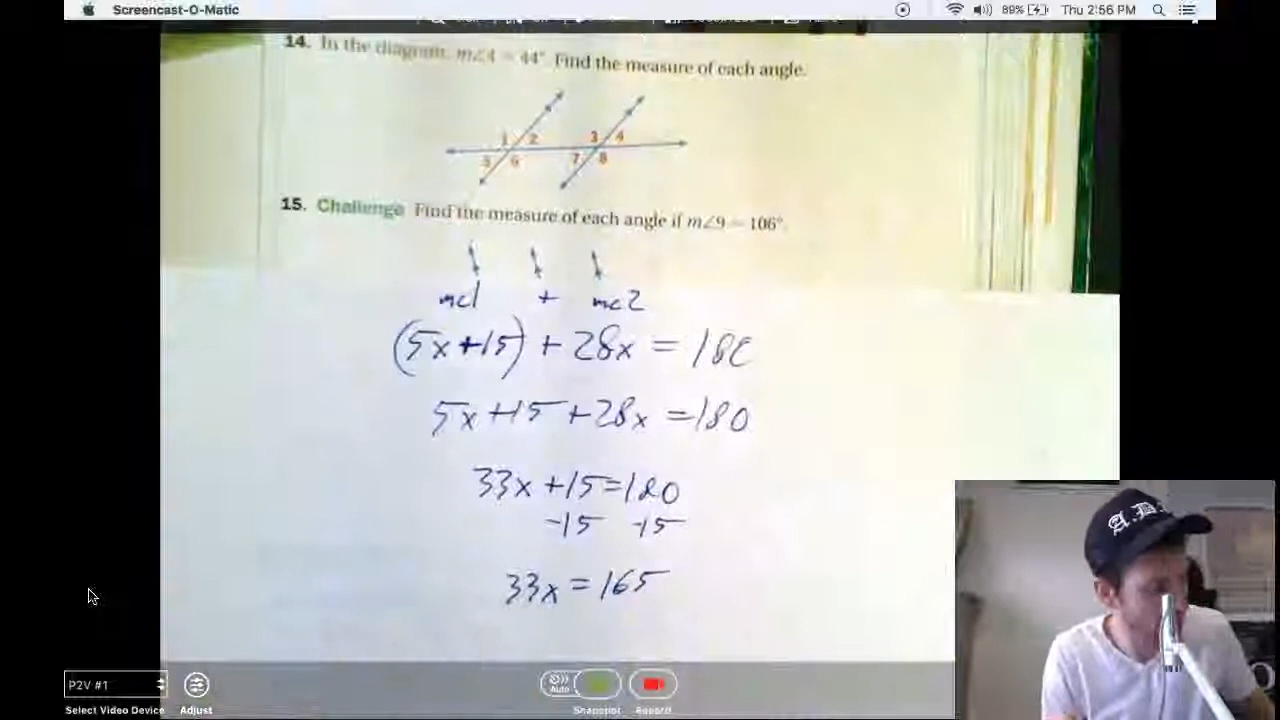 Screencast-O-Matic
89% Thu 2:56 PM
14. In the diagram, m∠4 = 44°. Find the measure of each angle.
1 2 3 4
5 6 7 8
15. Challenge Find the measure of each angle if m∠9 = 106°.
m∠1 + m∠2
(5x+15) + 28x = 180
5x+15+28x=180
33x+15=180
-15 -15
33x=165
A.D.
P2V #1
Auto
Select Video Device Adjust Snapshot Record